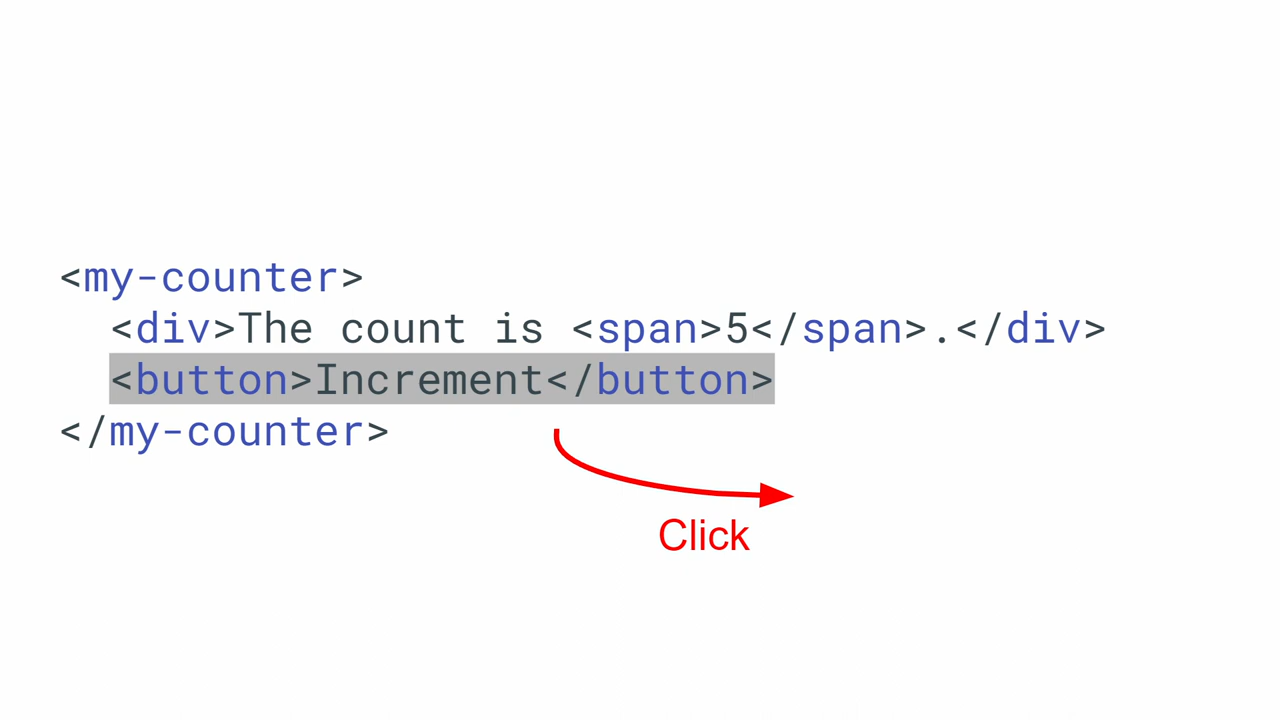 <my-counter>
<div>The count is <span>5</span>.</div>
<button>Increment</button>
</my-counter>
Click